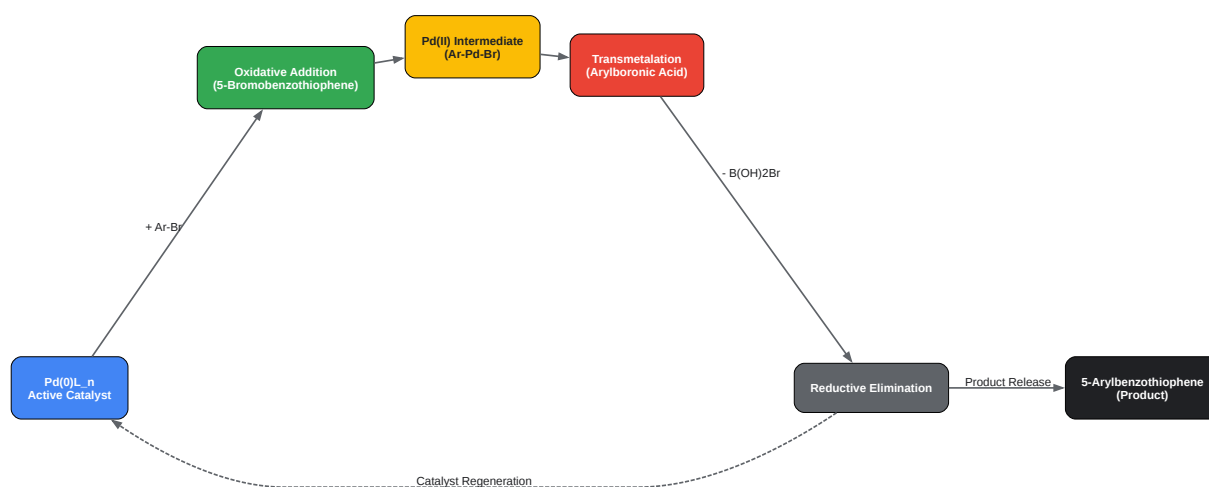 Pd(II) Intermediate
(Ar-Pd-Br)
Oxidative Addition
(5-Bromobenzothiophene)
Transmetalation
(Arylboronic Acid)
- B(OH)2Br
+ Ar-Br
Pd(0)L_n
Active Catalyst
Reductive Elimination
Product Release
5-Arylbenzothiophene
(Product)
Catalyst Regeneration